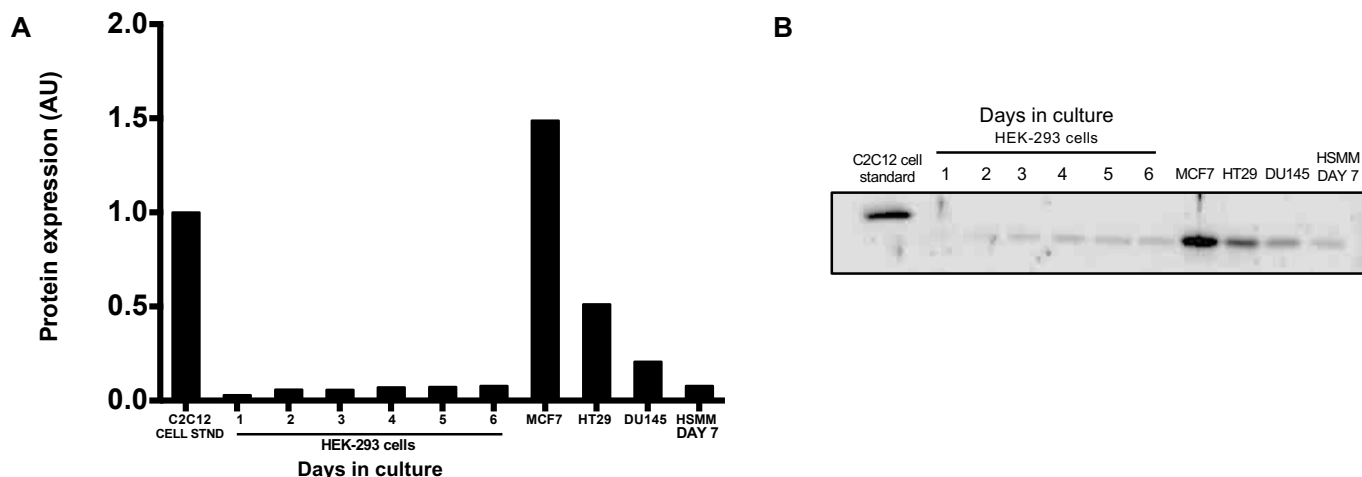 A
Protein expression (AU)
2.0
1.5
1.0
0.5
0.0
C2C12
CELL STND
1 2 3 4 5 6
HEK-293 cells
Days in culture
MCF7 HT29 DU145 HSMM
DAY 7
B
Days in culture
HEK-293 cells
C2C12 cell
standard
1 2 3 4 5 6
MCF7 HT29 DU145 HSMM
DAY 7